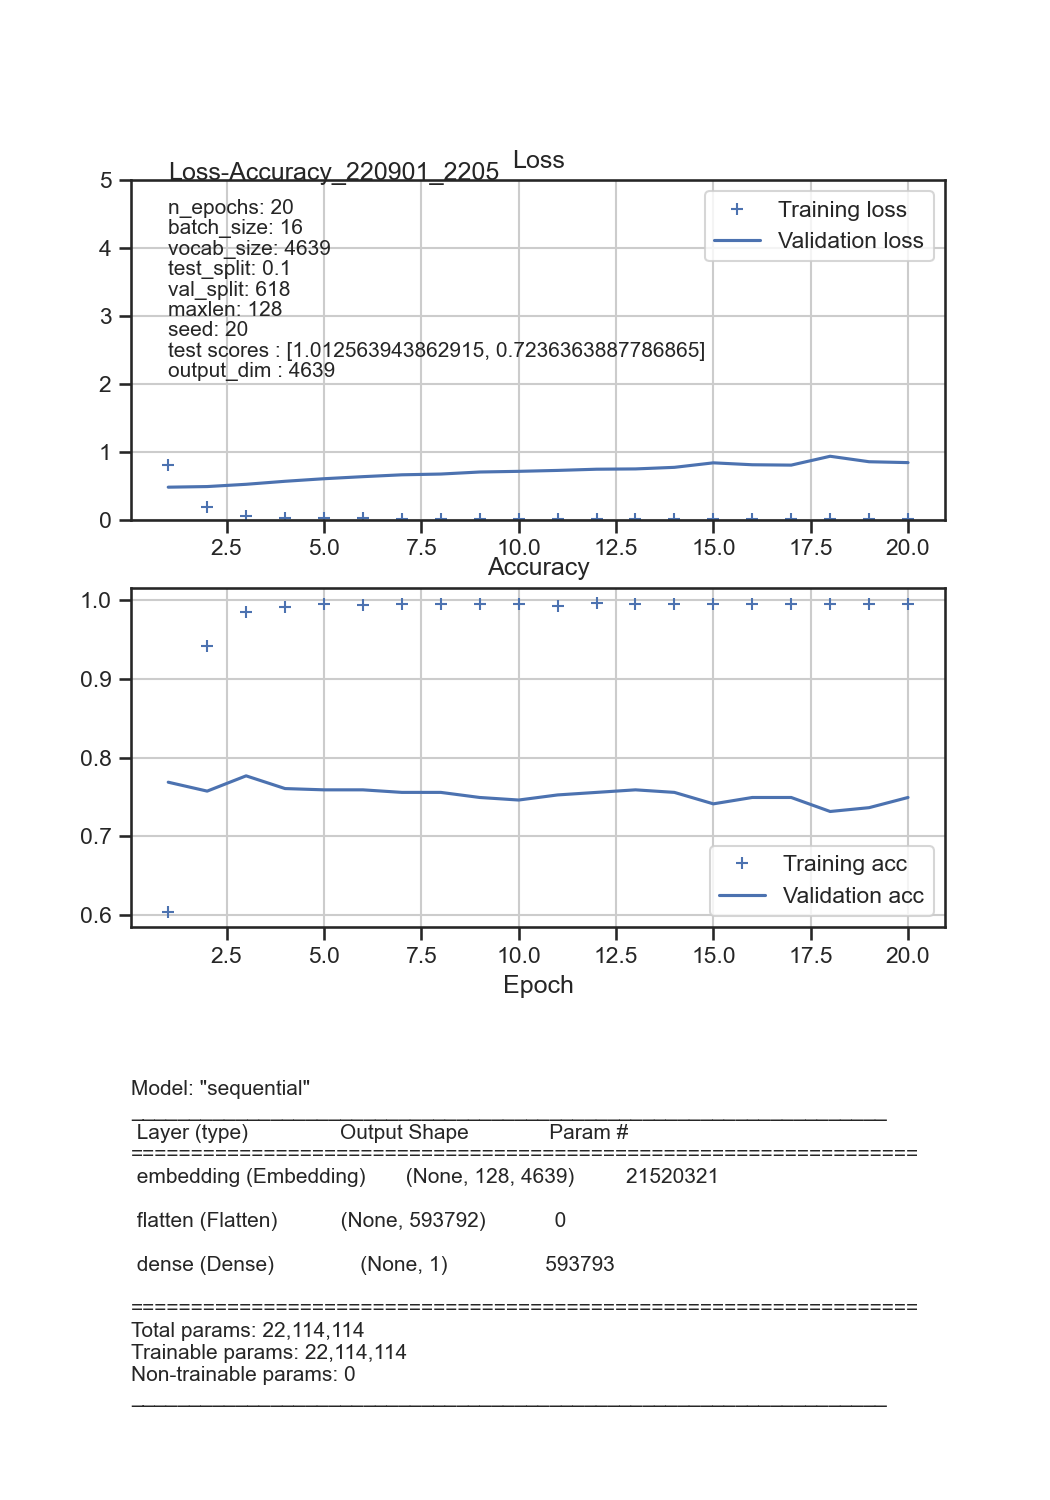 Loss
Loss-Accuracy_220901_2205
n_epochs: 20
batch_size: 16
vocab_size: 4639
test_split: 0.1
val_split: 618
maxlen: 128
seed: 20
test scores : [1.012563943862915, 0.7236363887786865]
output_dim : 4639
Training loss
Validation loss
5
4
3
2
1
0
2.5 5.0 7.5 10.0 12.5 15.0 17.5 20.0
Accuracy
1.0
0.9
0.8
0.7
0.6
Training acc
Validation acc
2.5 5.0 7.5 10.0 12.5 15.0 17.5 20.0
Epoch
Model: "sequential"
Layer (type) Output Shape Param #
embedding (Embedding) (None, 128, 4639) 21520321
flatten (Flatten) (None, 593792) 0
dense (Dense) (None, 1) 593793
Total params: 22,114,114
Trainable params: 22,114,114
Non-trainable params: 0